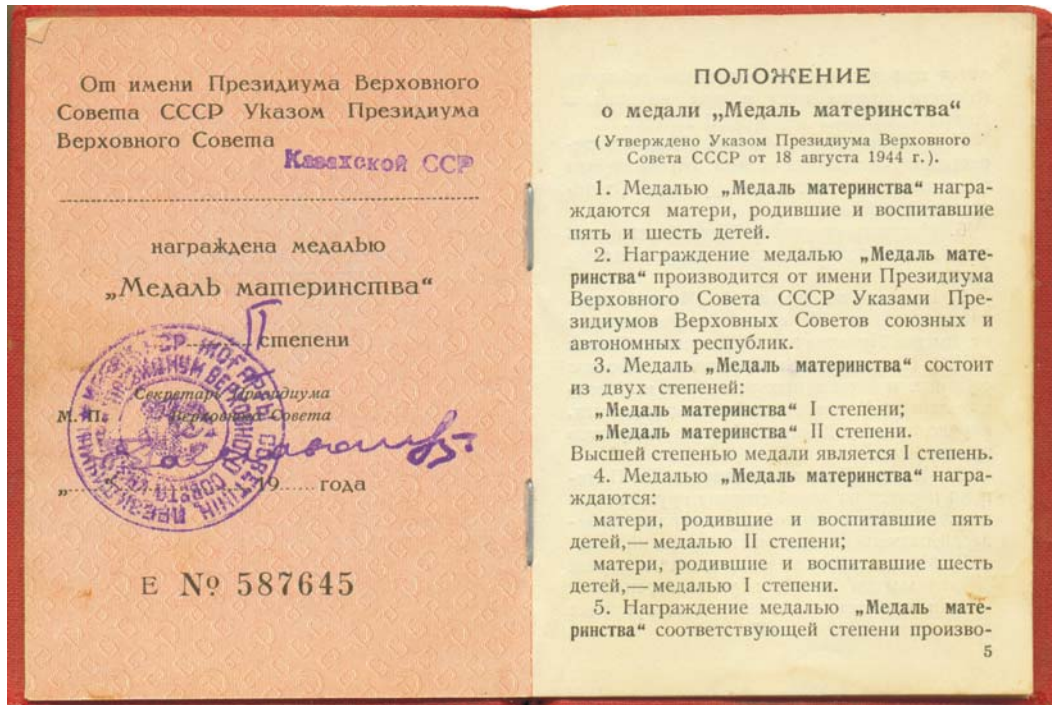 От имени Президиума Верховного
Совета СССР Указом Президиума
Верховного Совета
Казахской ССР
награждена медалью
„Медаль материнства“
II степени
Секретарь Президиума
М. П. Верховного Совета
„ 19...... года
Е № 587645
ПОЛОЖЕНИЕ
о медали „Медаль материнства“
(Утверждено Указом Президиума Верховного
Совета СССР от 18 августа 1944 г.).
1. Медалью „Медаль материнства“ награ-
ждаются матери, родившие и воспитавшие
пять и шесть детей.
2. Награждение медалью „Медаль мате-
ринства“ производится от имени Президиума
Верховного Совета СССР Указами Пре-
зидиумов Верховных Советов союзных и
автономных республик.
3. Медаль „Медаль материнства“ состоит
из двух степеней:
„Медаль материнства“ I степени;
„Медаль материнства“ II степени.
Высшей степенью медали является I степень.
4. Медалью „Медаль материнства“ награ-
ждаются:
матери, родившие и воспитавшие пять
детей,— медалью II степени;
матери, родившие и воспитавшие шесть
детей,— медалью I степени.
5. Награждение медалью „Медаль мате-
ринства“ соответствующей степени произво-
5